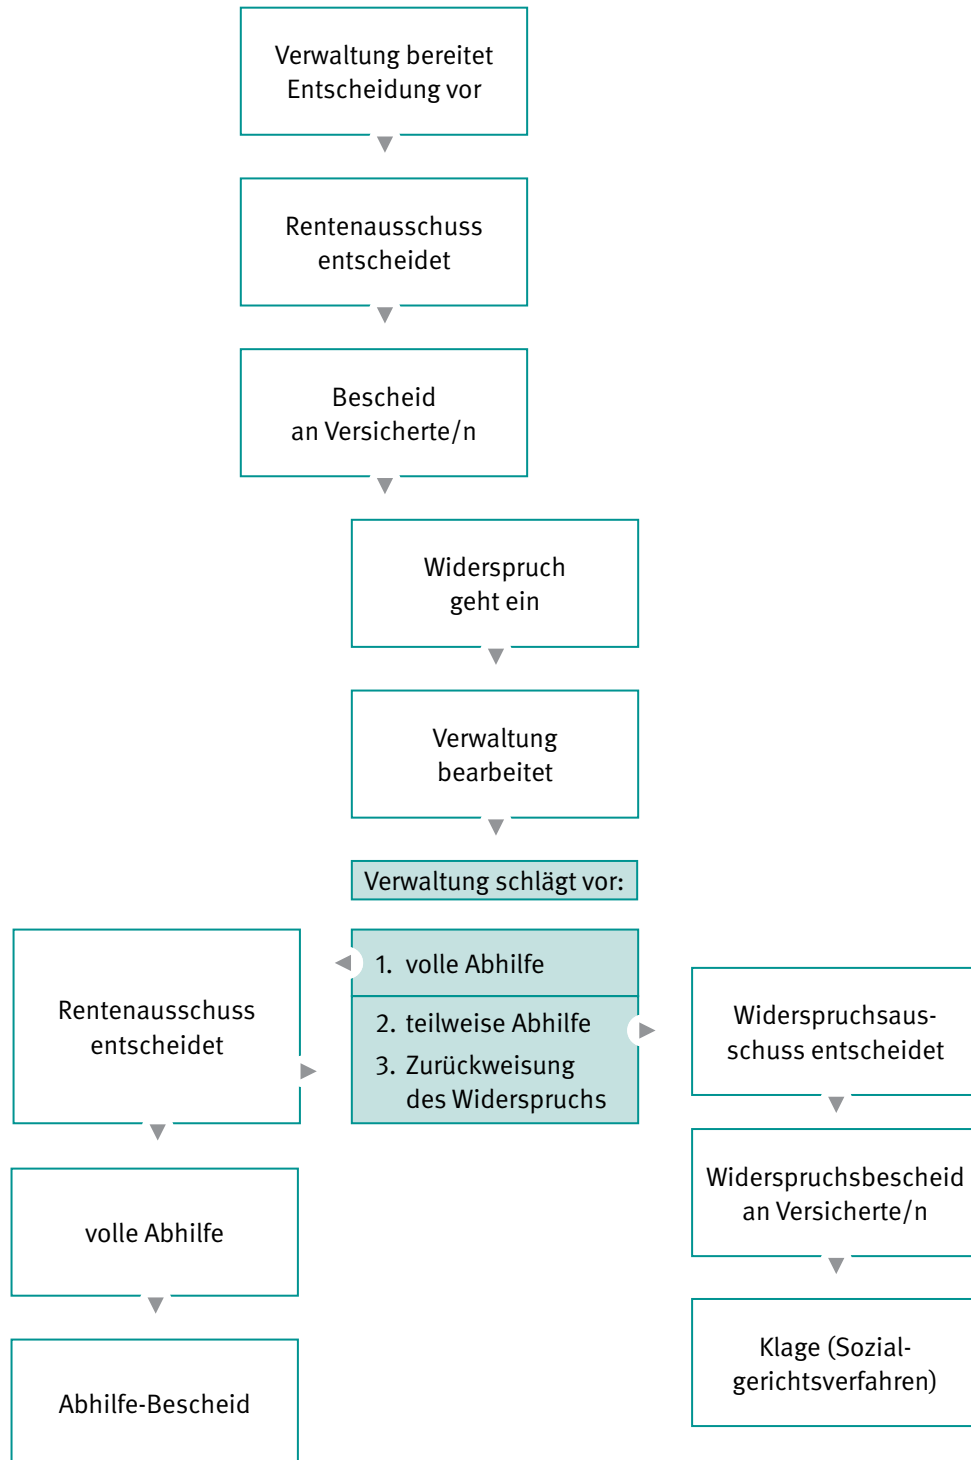 Verwaltung bereitet
Entscheidung vor
Rentenausschuss
entscheidet
Bescheid
an Versicherte/n
Widerspruch
geht ein
Verwaltung
bearbeitet
Verwaltung schlägt vor:
1. volle Abhilfe
2. teilweise Abhilfe
3. Zurückweisung
des Widerspruchs
Rentenausschuss
entscheidet
volle Abhilfe
Abhilfe-Bescheid
Widerspruchsaus-
schuss entscheidet
Widerspruchsbescheid
an Versicherte/n
Klage (Sozial-
gerichtsverfahren)